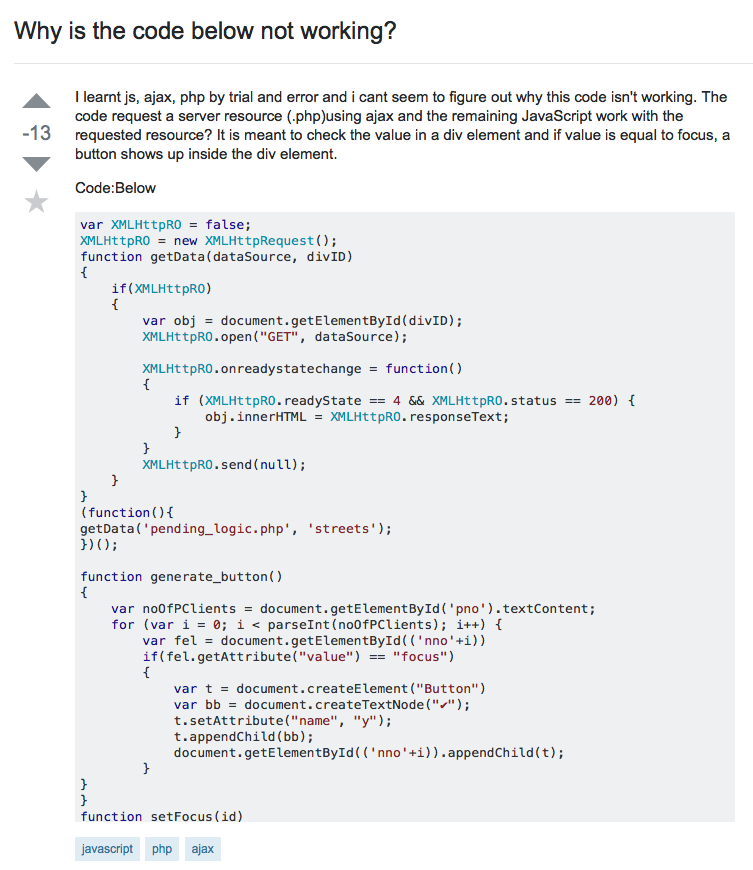 Why is the code below not working?
I learnt js, ajax, php by trial and error and i cant seem to figure out why this code isn't working. The
code request a server resource (.php)using ajax and the remaining JavaScript work with the
-13
requested resource? It is meant to check the value in a div element and if value is equal to focus, a
button shows up inside the div element.
Code:Below
var XMLHttpRO = false;
XMLHttpRO = new XMLHttpRequest();
function getData(dataSource, divID)
{
    if(XMLHttpRO)
    {
        var obj = document.getElementById(divID);
        XMLHttpRO.open("GET", dataSource);
        XMLHttpRO.onreadystatechange = function()
        {
            if (XMLHttpRO.readyState == 4 && XMLHttpRO.status == 200) {
                obj.innerHTML = XMLHttpRO.responseText;
            }
        }
        XMLHttpRO.send(null);
    }
}
(function(){
getData('pending_logic.php', 'streets');
})();
function generate_button()
{
    var noOfPClients = document.getElementById('pno').textContent;
    for (var i = 0; i < parseInt(noOfPClients); i++) {
        var fel = document.getElementById(('nno'+i))
        if(fel.getAttribute("value") == "focus")
        {
            var t = document.createElement("Button")
            var bb = document.createTextNode("✔");
            t.setAttribute("name", "y");
            t.appendChild(bb);
            document.getElementById(('nno'+i)).appendChild(t);
        }
}
}
function setFocus(id)
javascript php ajax